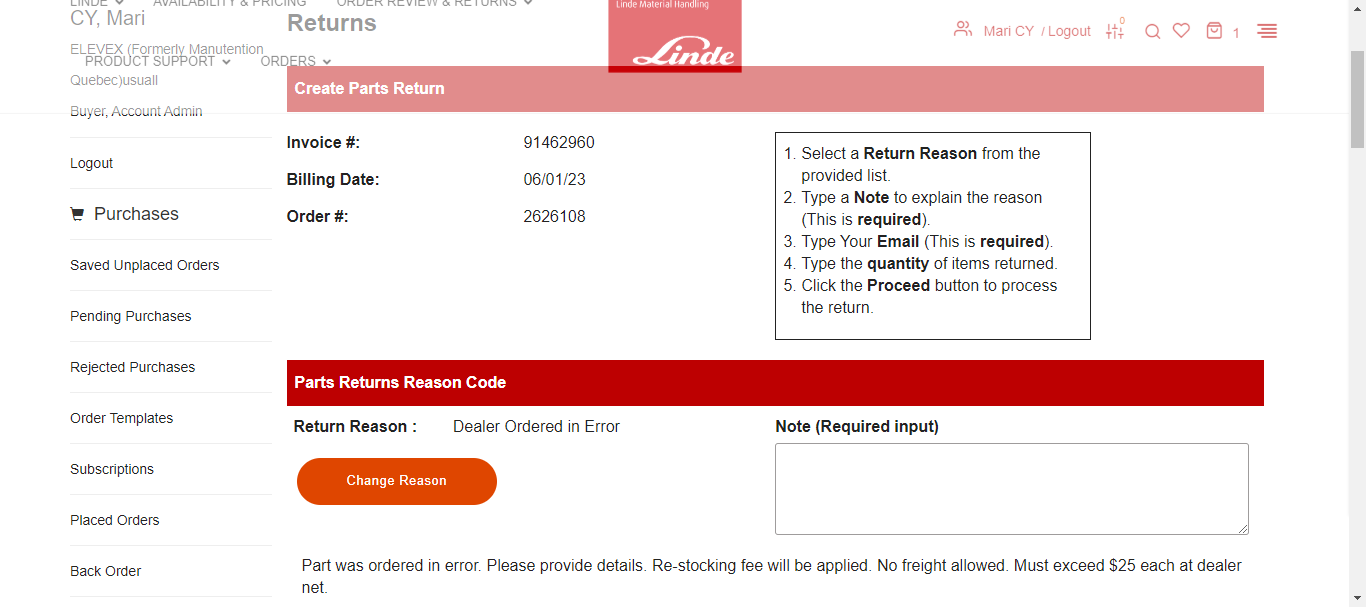 LINDE
AVAILABILITY & PRICING
ORDER REVIEW & RETURNS
CY, Mari
Returns
Linde Material Handling
Linde
Mari CY / Logout
0
1
ELEVEX (Formerly Manutention
PRODUCT SUPPORT
ORDERS
Quebec)usuall
Buyer, Account Admin
Logout
Purchases
Saved Unplaced Orders
Pending Purchases
Rejected Purchases
Order Templates
Subscriptions
Placed Orders
Back Order
Create Parts Return
Invoice #: 91462960
Billing Date: 06/01/23
Order #: 2626108
1. Select a Return Reason from the
provided list.
2. Type a Note to explain the reason
(This is required).
3. Type Your Email (This is required).
4. Type the quantity of items returned.
5. Click the Proceed button to process
the return.
Parts Returns Reason Code
Return Reason : Dealer Ordered in Error
Note (Required input)
Change Reason
Part was ordered in error. Please provide details. Re-stocking fee will be applied. No freight allowed. Must exceed $25 each at dealer
net.